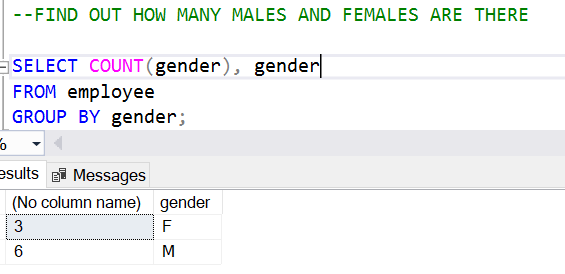 --FIND OUT HOW MANY MALES AND FEMALES ARE THERE
SELECT COUNT(gender), gender
FROM employee
GROUP BY gender;
%
esults Messages
(No column name) gender
3 F
6 M